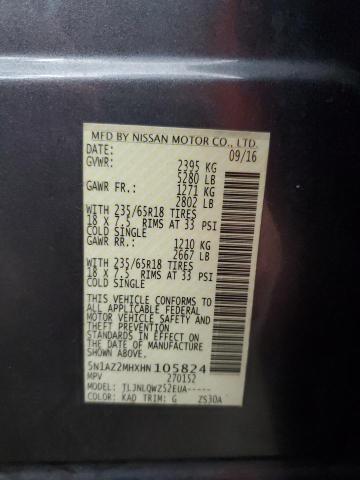 MFD BY NISSAN MOTOR CO., LTD.
DATE: 09/16
GVWR: 2395 KG
5280 LB
GAWR FR.: 1271 KG
2802 LB
WITH 235/65R18 TIRES
18 X 7.5 RIMS AT 33 PSI
COLD SINGLE
GAWR RR.: 1210 KG
2667 LB
WITH 235/65R18 TIRES
18 X 7.5 RIMS AT 33 PSI
COLD SINGLE
THIS VEHICLE CONFORMS TO
ALL APPLICABLE FEDERAL
MOTOR VEHICLE SAFETY
STANDARDS IN EFFECT ON
THE DATE OF MANUFACTURE
SHOWN ABOVE.
5N1AZ2MHXHN105824
MPV 270152
MODEL: TLJNLQWZ52EUA-----
COLOR: KAD TRIM: G ZS30A